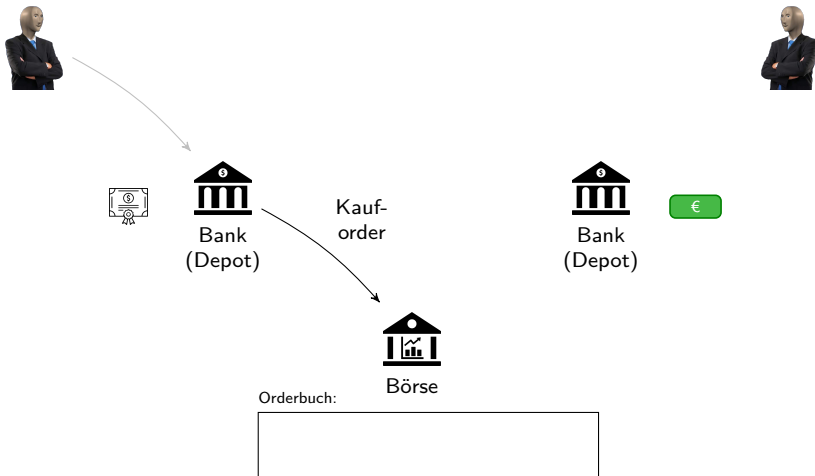 $
$
$
€
Kauf-
order
Bank
(Depot)
Bank
(Depot)
Börse
Orderbuch: